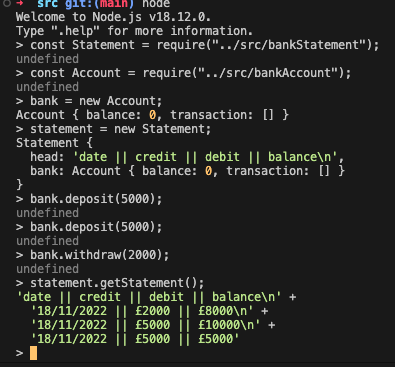 → src git:(main) node
Welcome to Node.js v18.12.0.
Type ".help" for more information.
> const Statement = require("../src/bankStatement");
undefined
> const Account = require("../src/bankAccount");
undefined
> bank = new Account;
Account { balance: 0, transaction: [] }
> statement = new Statement;
Statement {
  head: 'date || credit || debit || balance\n',
  bank: Account { balance: 0, transaction: [] }
}
> bank.deposit(5000);
undefined
> bank.deposit(5000);
undefined
> bank.withdraw(2000);
undefined
> statement.getStatement();
'date || credit || debit || balance\n' +
  '18/11/2022 || £2000 || £8000\n' +
  '18/11/2022 || £5000 || £10000\n' +
  '18/11/2022 || £5000 || £5000'
>